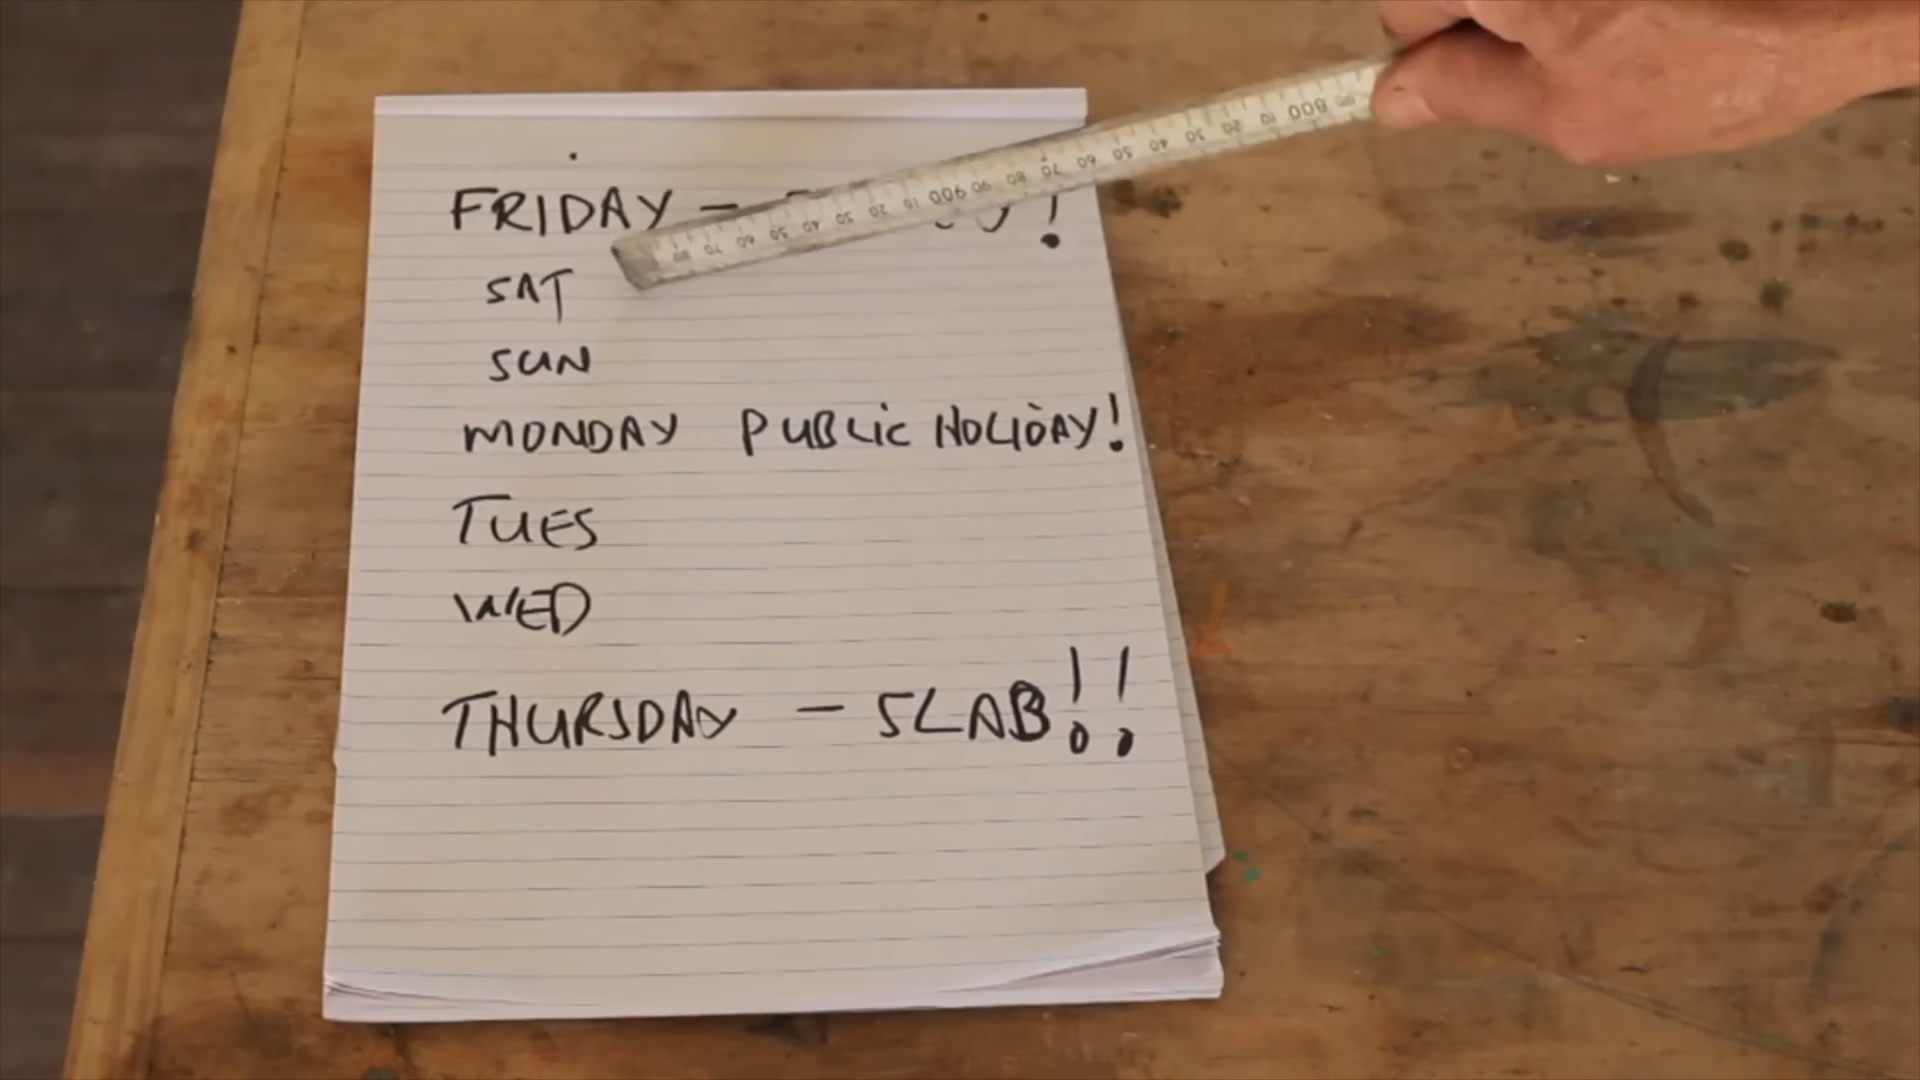 FRIDAY –
SAT
SUN
MONDAY PUBLIC HOLIDAY!
TUES
WED
THURSDAY – SLAB!!